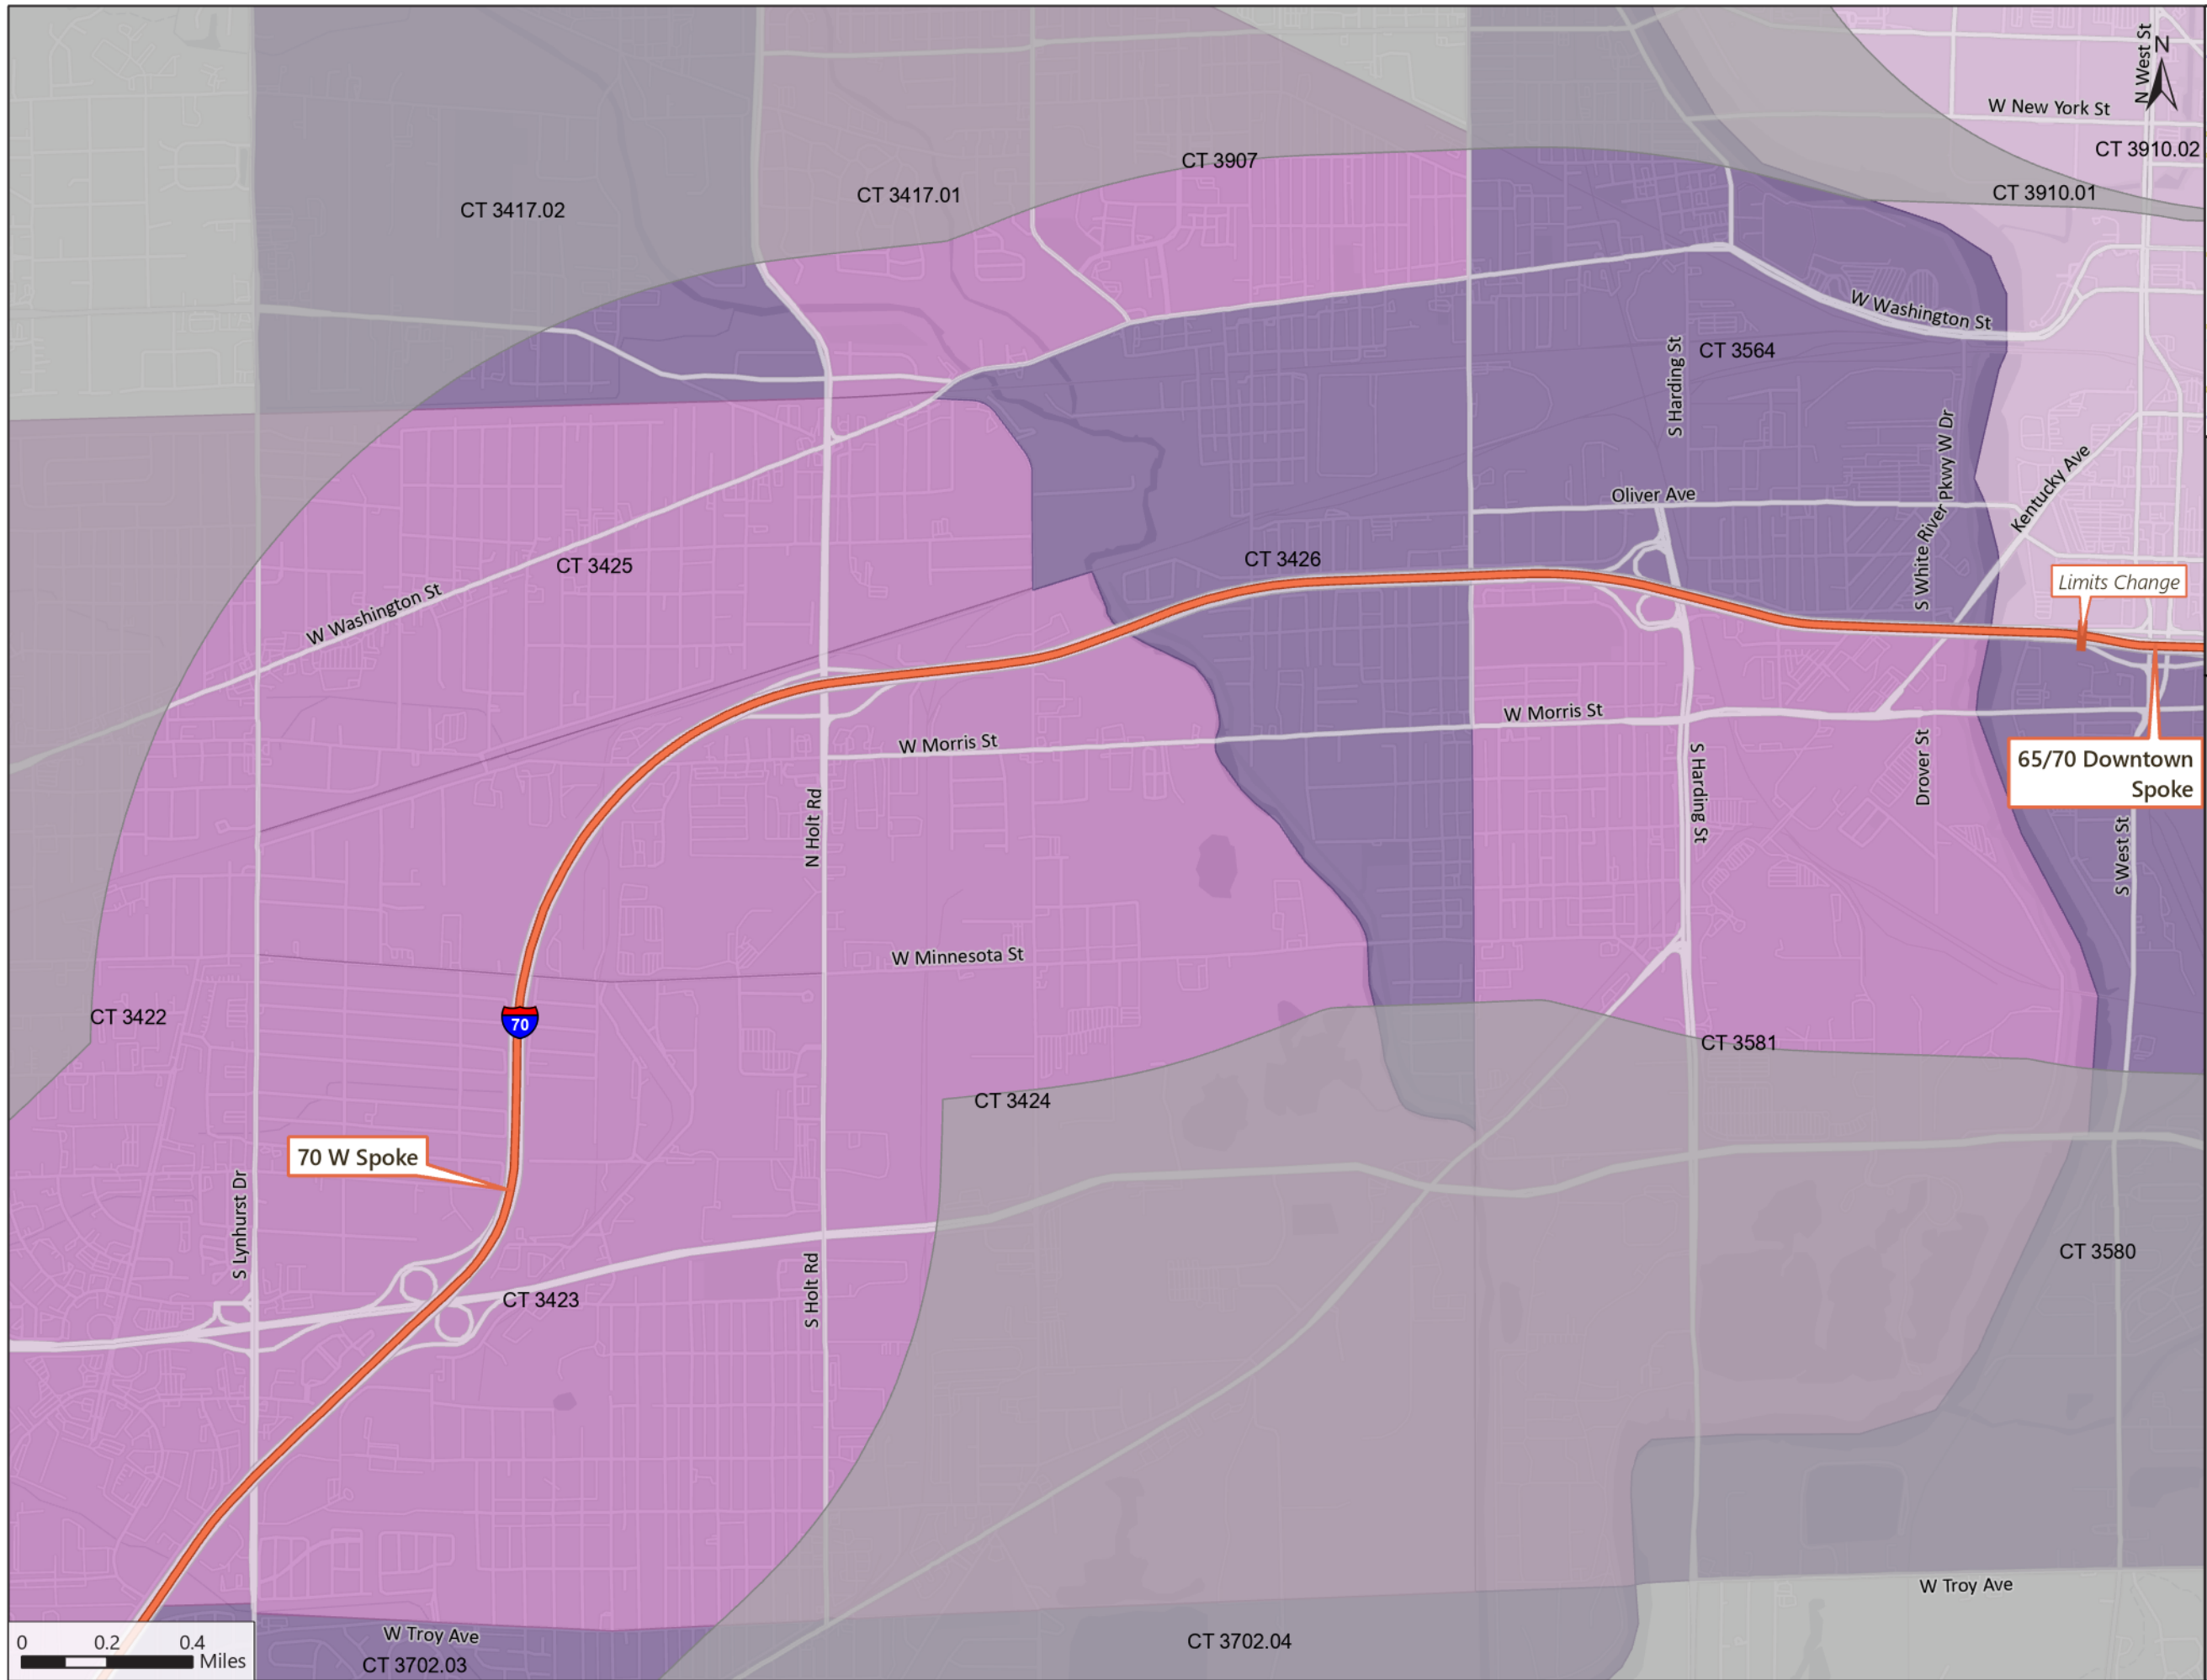 N West St
N
W New York St
CT 3910.02
CT 3907
CT 3910.01
CT 3417.01
CT 3417.02
W Washington St
CT 3564
S Harding St
S White River Pkwy W Dr
Kentucky Ave
Oliver Ave
CT 3426
CT 3425
Limits Change
W Washington St
W Morris St
W Morris St
65/70 Downtown
Spoke
Drover St
S Harding St
N Holt Rd
S West St
W Minnesota St
CT 3422
70
CT 3581
CT 3424
70 W Spoke
S Lynhurst Dr
CT 3580
S Holt Rd
CT 3423
W Troy Ave
W Troy Ave
CT 3702.04
CT 3702.03
0 0.2 0.4
Miles